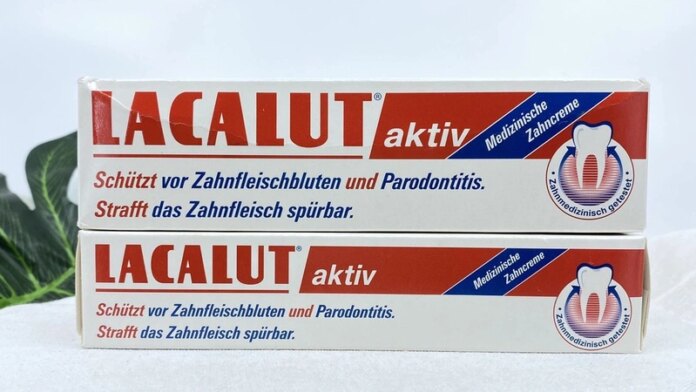 LACALUT® aktiv
Medizinische
Zahncreme
Schützt vor Zahnfleischbluten und Parodontitis.
Strafft das Zahnfleisch spürbar.
• Zahnmedizinisch getestet •
LACALUT® aktiv
Medizinische
Zahncreme
Schützt vor Zahnfleischbluten und Parodontitis.
Strafft das Zahnfleisch spürbar.
• Zahnmedizinisch getestet •